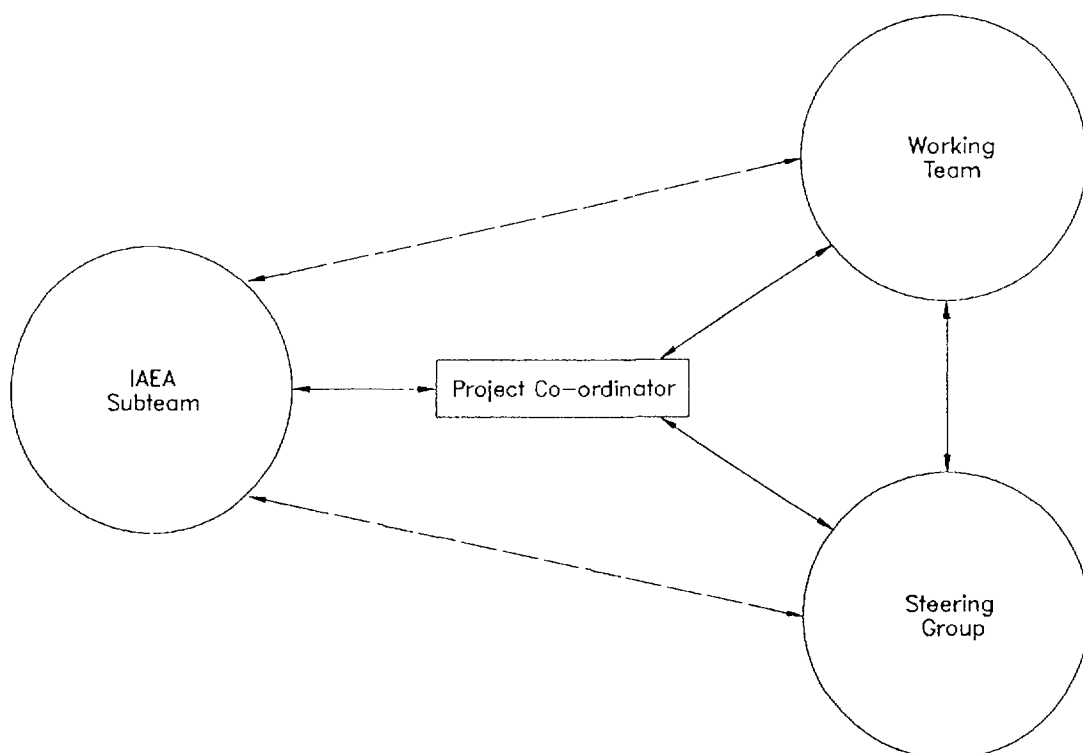 Working
Team
IAEA
Subteam
Project Co-ordinator
Steering
Group